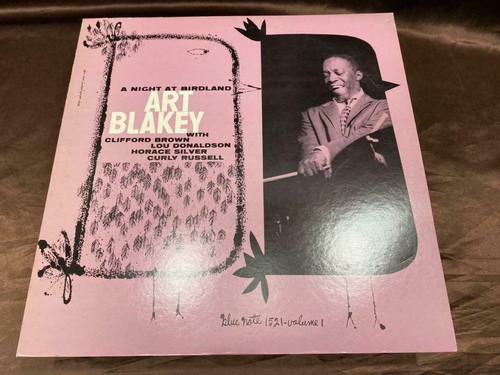 A NIGHT AT BIRDLAND
ART
BLAKEY
WITH
CLIFFORD BROWN
LOU DONALDSON
HORACE SILVER
CURLY RUSSELL
blue note 1521-volume 1